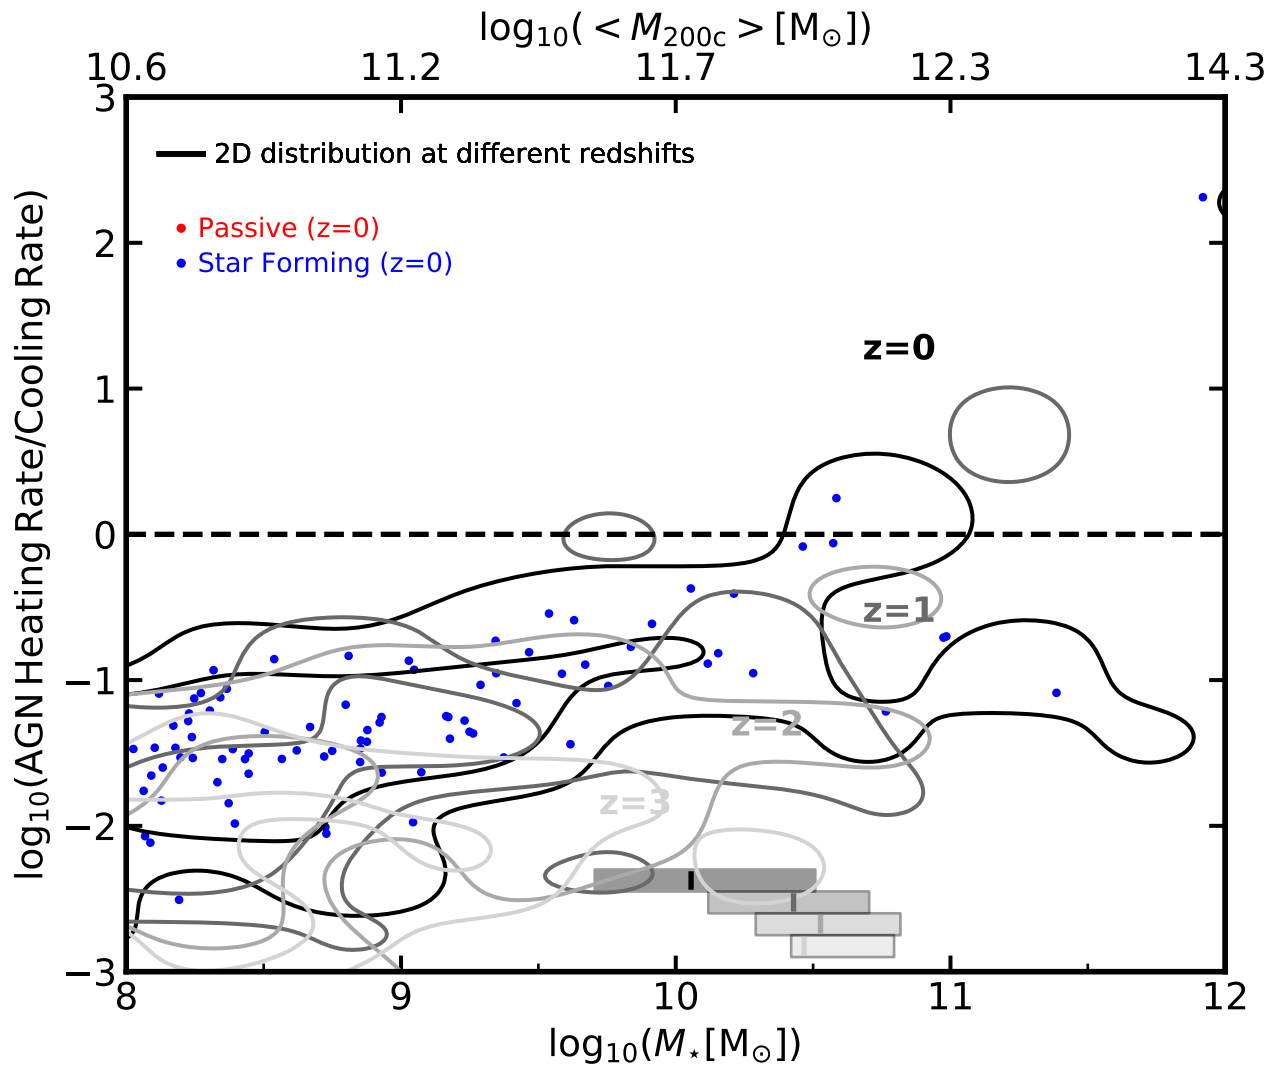 log₁₀( < M₂₀₀c > [M⊙])
10.6 11.2 11.7 12.3 14.3
3
2D distribution at different redshifts
Passive (z=0)
2
Star Forming (z=0)
z=0
1
0
z=1
−1
z=2
z=3
−2
−3
log₁₀(AGN Heating Rate/Cooling Rate)
8 9 10 11 12
log₁₀(M⋆[M⊙])